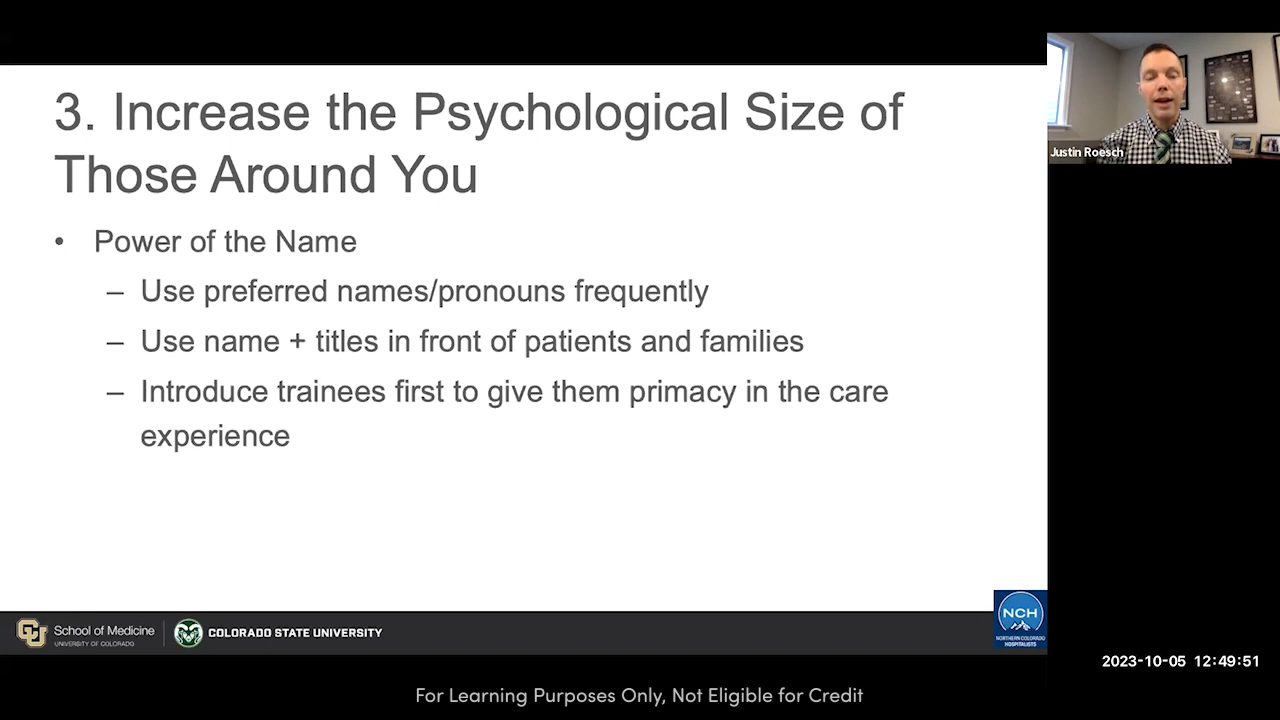 3. Increase the Psychological Size of
Those Around You
• Power of the Name
– Use preferred names/pronouns frequently
– Use name + titles in front of patients and families
– Introduce trainees first to give them primacy in the care
experience
Justin Roesch
CU
School of Medicine
UNIVERSITY OF COLORADO
COLORADO STATE UNIVERSITY
NCH
NORTHERN COLORADO
HOSPITALISTS
2023-10-05 12:49:51
For Learning Purposes Only, Not Eligible for Credit